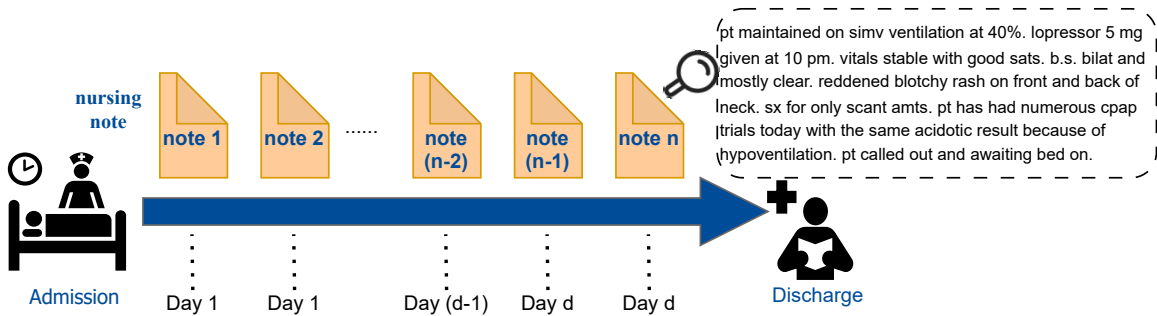 pt maintained on simv ventilation at 40%. lopressor 5 mg
given at 10 pm. vitals stable with good sats. b.s. bilat and
mostly clear. reddened blotchy rash on front and back of
neck. sx for only scant amts. pt has had numerous cpap
trials today with the same acidotic result because of
hypoventilation. pt called out and awaiting bed on.
nursing
note
note 1
note 2
......
note
(n-2)
note
(n-1)
note n
Admission
Day 1
Day 1
Day (d-1)
Day d
Day d
Discharge